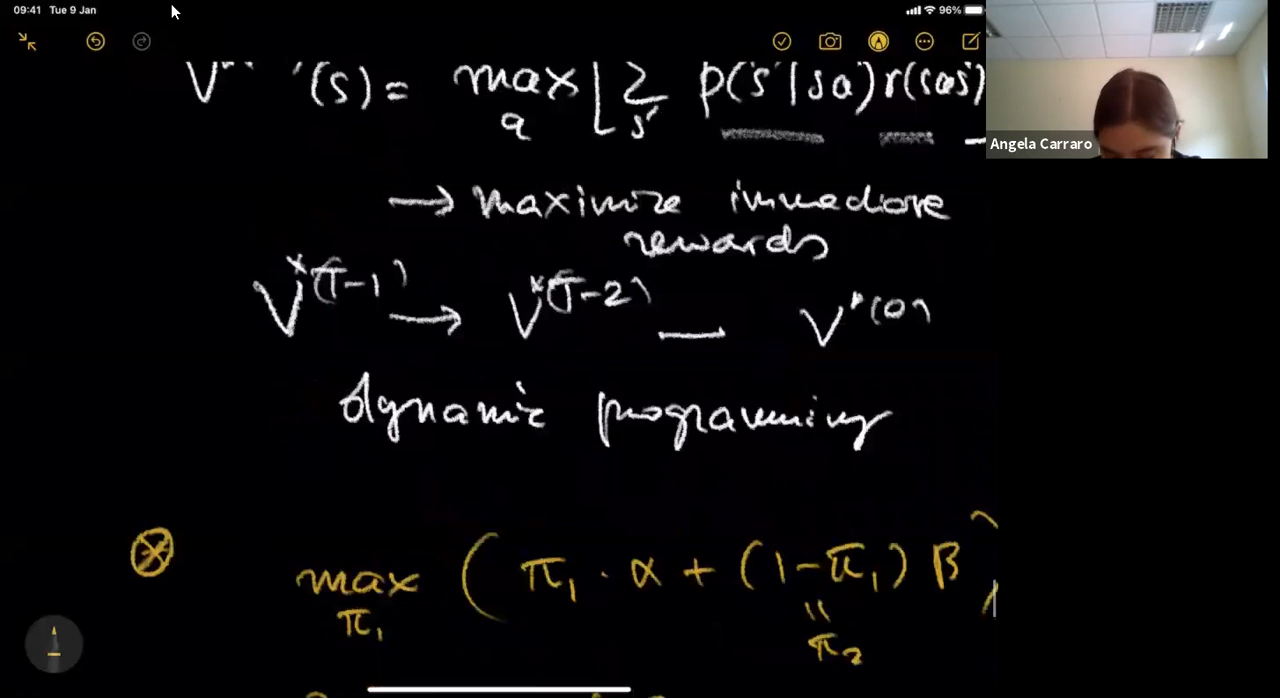 09:41 Tue 9 Jan 96%
(s) = max [ Σ p(s'|sa) r(sas')
a s'
Angela Carraro
→ maximize immediate
rewards
V*(T-1) → V*(T-2) — V*(0)
dynamic programming
max ( π₁ · α + (1-π₁) β )
π₁ "
π₂